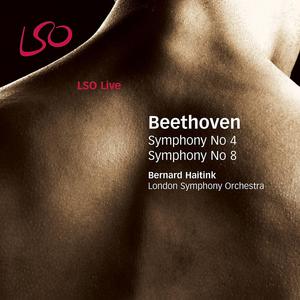 LSO
LSO Live
Beethoven
Symphony No 4
Symphony No 8
Bernard Haitink
London Symphony Orchestra